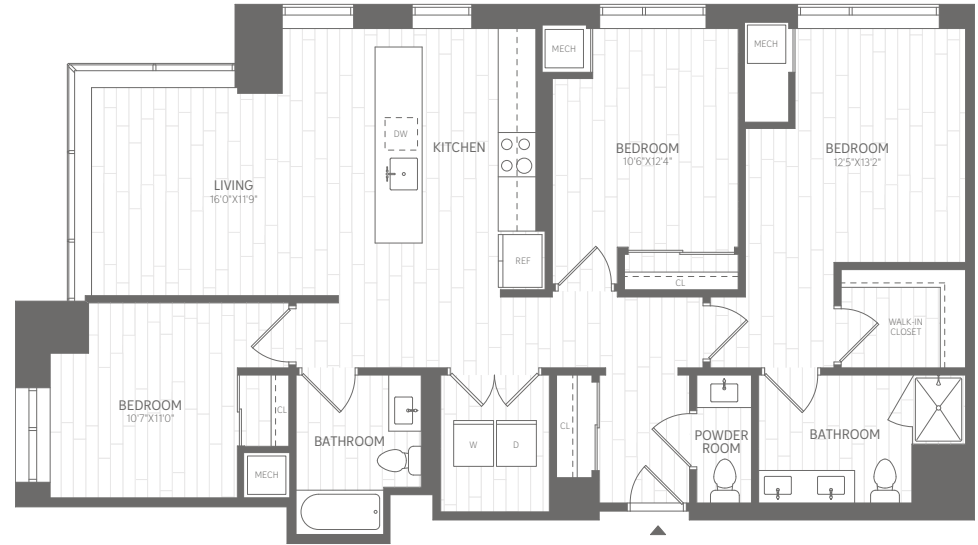 MECH
MECH
DW
KITCHEN
BEDROOM
10'6"X12'4"
BEDROOM
12'5"X13'2"
LIVING
16'0"X11'9"
REF
CL
WALK-IN
CLOSET
BEDROOM
10'7"X11'0"
CL
BATHROOM
W
D
CL
POWDER
ROOM
BATHROOM
MECH